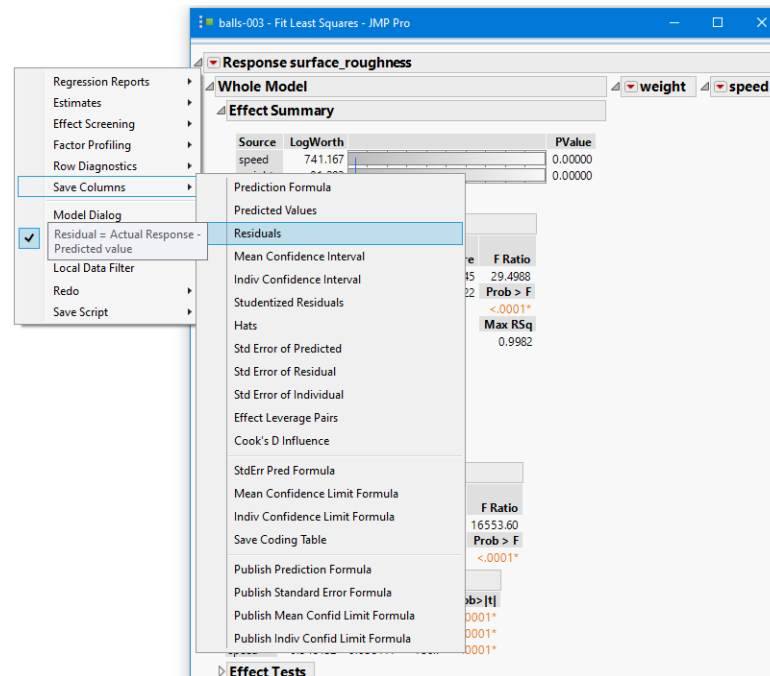 balls-003 - Fit Least Squares - JMP Pro
Response surface_roughness
Whole Model
weight
speed
Effect Summary
Source LogWorth PValue
speed 741.167 0.00000
0.00000
Regression Reports
Estimates
Effect Screening
Factor Profiling
Row Diagnostics
Save Columns
Model Dialog
Residual = Actual Response -
Predicted value
Local Data Filter
Redo
Save Script
Prediction Formula
Predicted Values
Residuals
Mean Confidence Interval
Indiv Confidence Interval
Studentized Residuals
Hats
Std Error of Predicted
Std Error of Residual
Std Error of Individual
Effect Leverage Pairs
Cook's D Influence
StdErr Pred Formula
Mean Confidence Limit Formula
Indiv Confidence Limit Formula
Save Coding Table
Publish Prediction Formula
Publish Standard Error Formula
Publish Mean Confid Limit Formula
Publish Indiv Confid Limit Formula
re F Ratio
45 29.4988
22 Prob > F
<.0001*
Max RSq
0.9982
F Ratio
16553.60
Prob > F
<.0001*
ob>|t|
0001*
0001*
0001*
Effect Tests